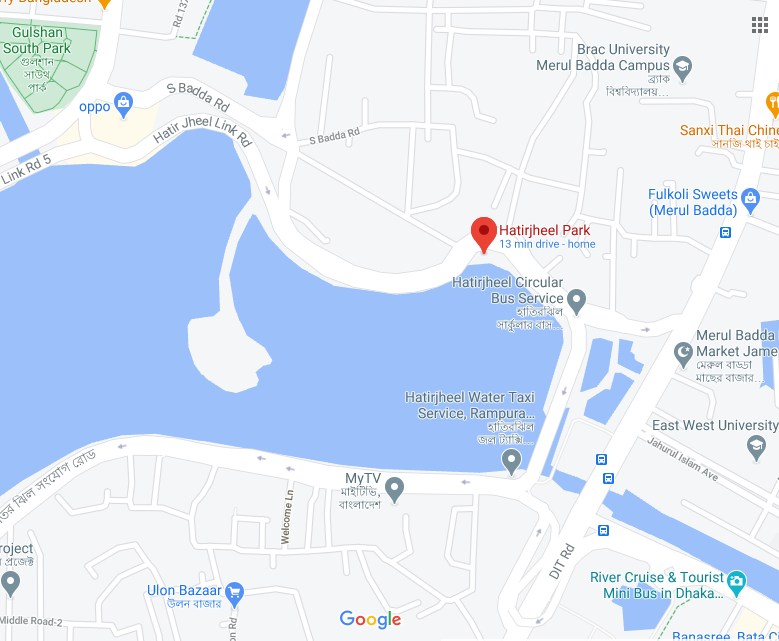 Bangladesh
Rd 132
Gulshan
South Park
গুলশান
সাউথ
পার্ক
oppo
S Badda Rd
Hatir Jheel Link Rd
S Badda Rd
Link Rd 5
Brac University
Merul Badda Campus
ব্র্যাক
বিশ্ববিদ্যালয়...
Sanxi Thai Chine
সানজি থাই চাই
Fulkoli Sweets
(Merul Badda)
Hatirjheel Park
13 min drive - home
Hatirjheel Circular
Bus Service
হাতিরঝিল
সার্কুলার বাস...
Merul Badda
Market Jame
মেরুল বাড্ডা
মাছের বাজার...
Hatirjheel Water Taxi
Service, Rampura...
হাতিরঝিল
জল ট্যাক্সি...
East West University
Jahurul Islam Ave
ঝিল সংযোগ রোড
MyTV
মাইটিভি,
বাংলাদেশ
Welcome Ln
DIT Rd
roject
প্রজেক্ট
Ulon Bazaar
উলন বাজার
River Cruise & Tourist
Mini Bus in Dhaka...
Middle Road-2
on Rd
Google
Banasree, Bata C